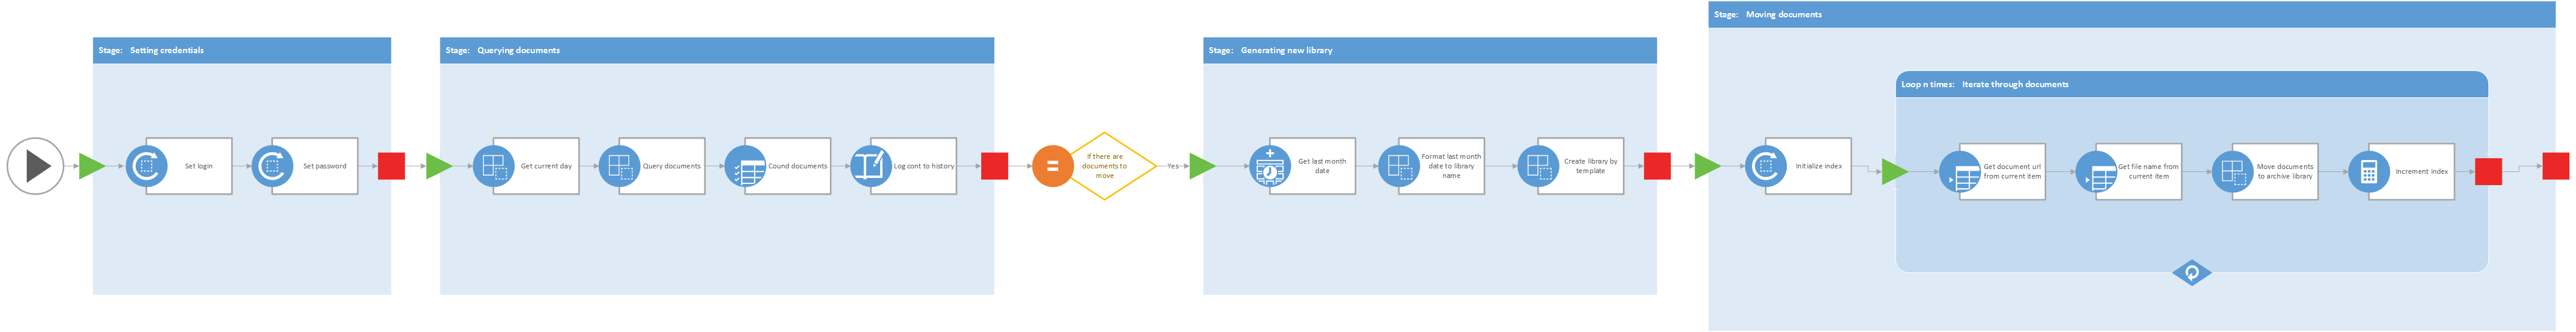 Stage: Setting credentials
Set login
Set password
Stage: Querying documents
Get current day
Query documents
Cound documents
Log cont to history
If there are
documents to
move
Yes
Stage: Generating new library
Get last month
date
Format last month
date to library
name
Create library by
template
Stage: Moving documents
Initialize index
Loop n times: Iterate through documents
Get document url
from current item
Get file name from
current item
Move documents
to archive library
Increment index